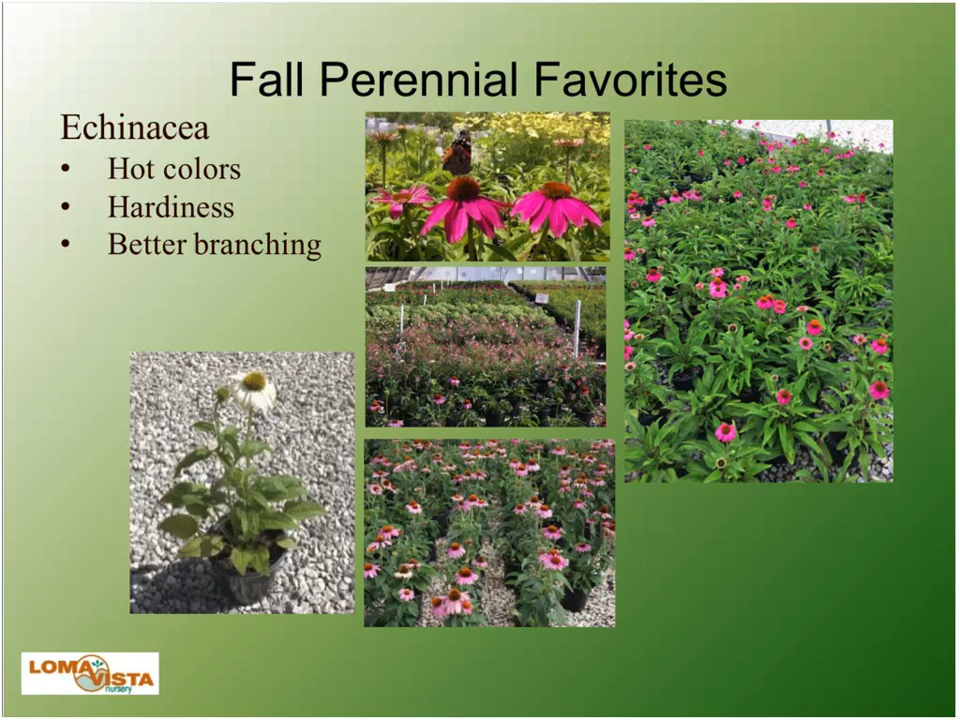 Fall Perennial Favorites
Echinacea
• Hot colors
• Hardiness
• Better branching
LOMA VISTA
nursery